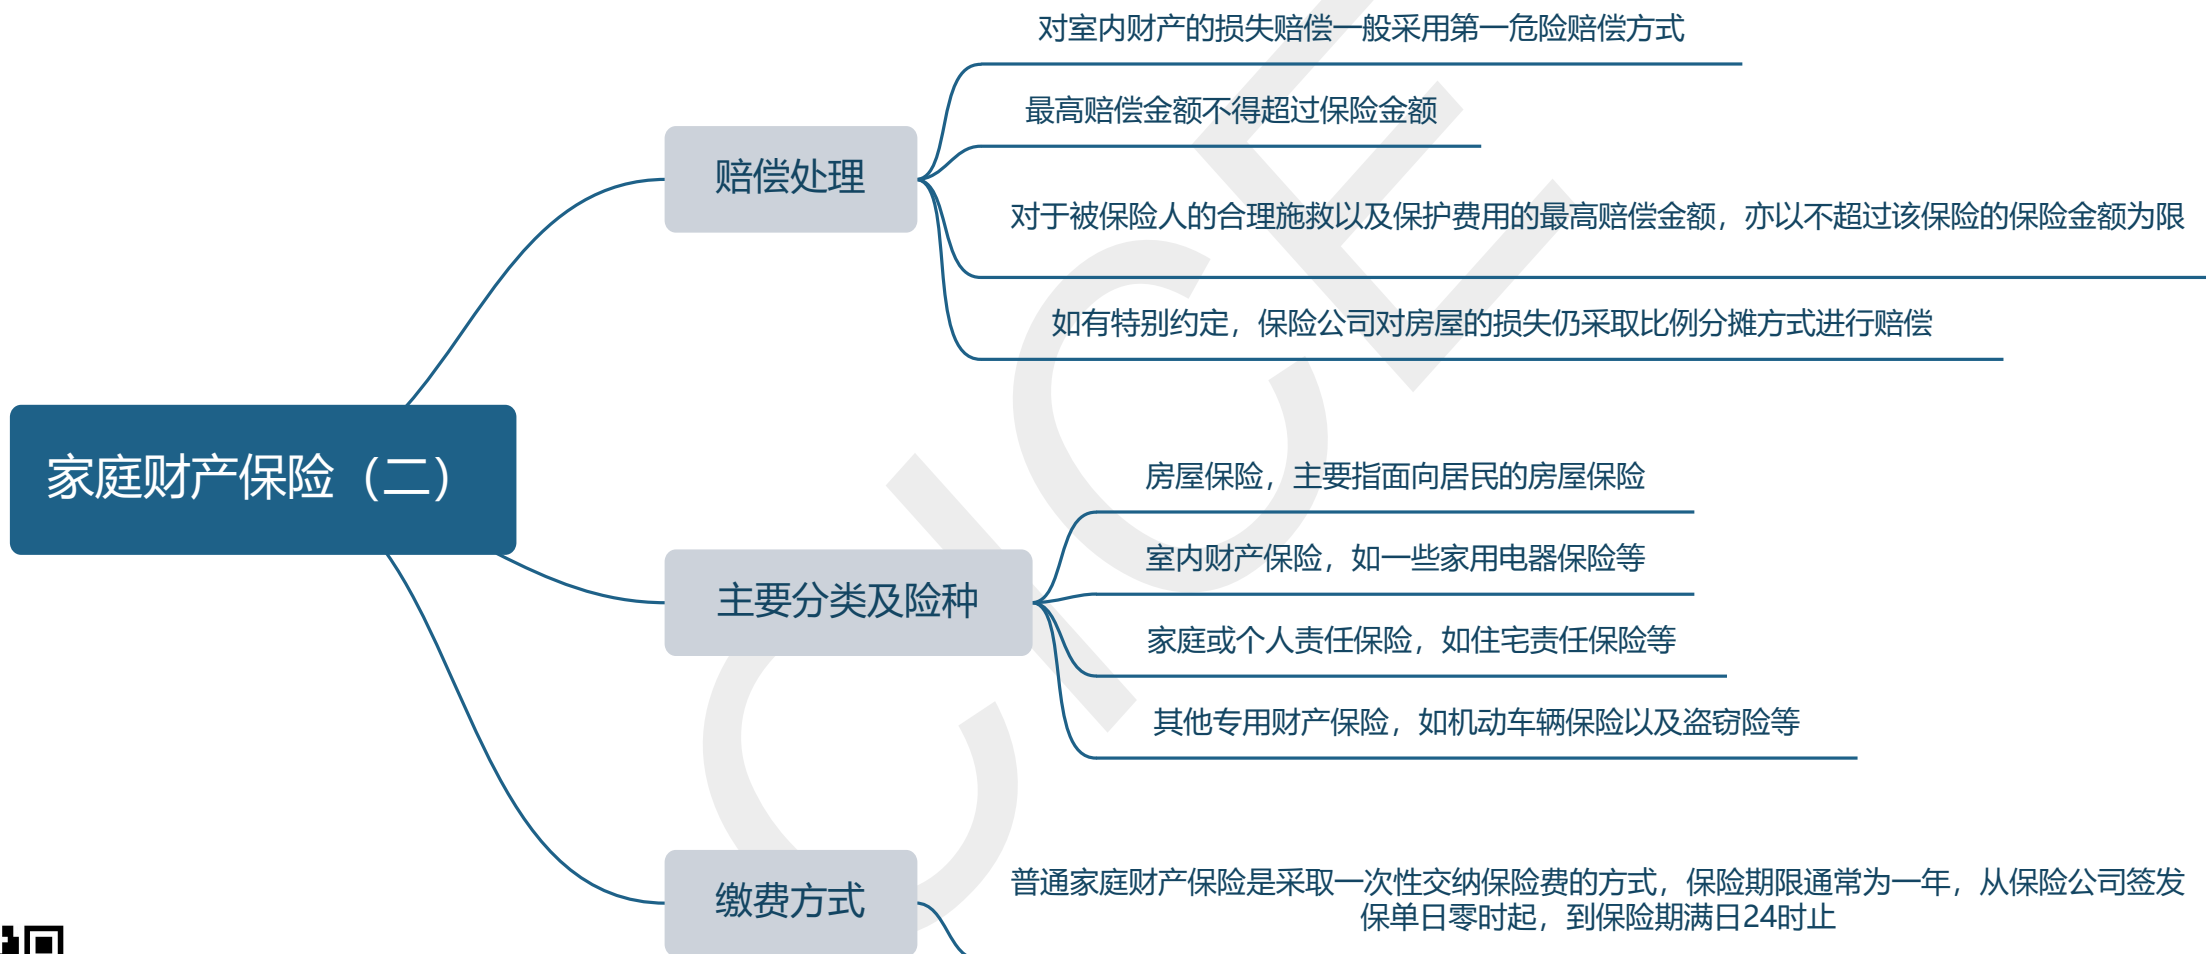 对室内财产的损失赔偿一般采用第一危险赔偿方式
最高赔偿金额不得超过保险金额
赔偿处理
对于被保险人的合理施救以及保护费用的最高赔偿金额，亦以不超过该保险的保险金额为限
如有特别约定，保险公司对房屋的损失仍采取比例分摊方式进行赔偿
家庭财产保险（二）
房屋保险，主要指面向居民的房屋保险
室内财产保险，如一些家用电器保险等
主要分类及险种
家庭或个人责任保险，如住宅责任保险等
其他专用财产保险，如机动车辆保险以及盗窃险等
缴费方式
普通家庭财产保险是采取一次性交纳保险费的方式，保险期限通常为一年，从保险公司签发
保单日零时起，到保险期满日24时止